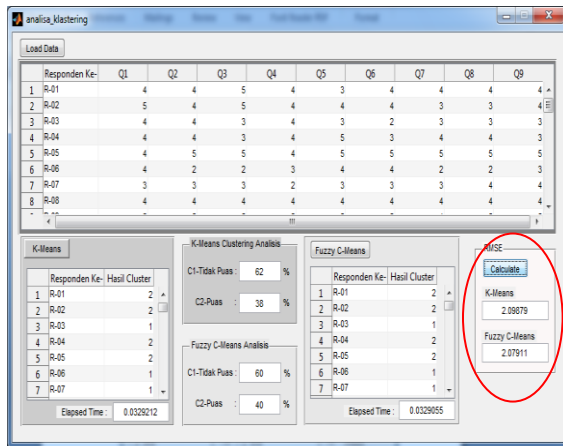 analisa_klastering
Load Data
Responden Ke- Q1 Q2 Q3 Q4 Q5 Q6 Q7 Q8 Q9
1 R-01 4 4 5 4 3 4 4 4 4
2 R-02 5 4 5 4 4 4 3 3 4
3 R-03 4 4 3 4 3 2 3 3 3
4 R-04 4 4 3 4 5 3 4 4 3
5 R-05 4 5 5 4 5 5 5 5 5
6 R-06 4 2 2 3 4 4 2 2 3
7 R-07 3 3 3 2 3 3 3 4 4
8 R-08 4 4 4 4 4 4 4 4 4
K-Means
Responden Ke- Hasil Cluster
1 R-01 2
2 R-02 2
3 R-03 1
4 R-04 2
5 R-05 2
6 R-06 1
7 R-07 1
Elapsed Time : 0.0329212
K-Means Clustering Analisis
C1-Tidak Puas : 62 %
C2-Puas : 38 %
Fuzzy C-Means Analisis
C1-Tidak Puas : 60 %
C2-Puas : 40 %
Fuzzy C-Means
Responden Ke- Hasil Cluster
1 R-01 2
2 R-02 2
3 R-03 1
4 R-04 2
5 R-05 2
6 R-06 1
7 R-07 1
Elapsed Time : 0.0329055
RMSE
Calculate
K-Means
2.09879
Fuzzy C-Means
2.07911